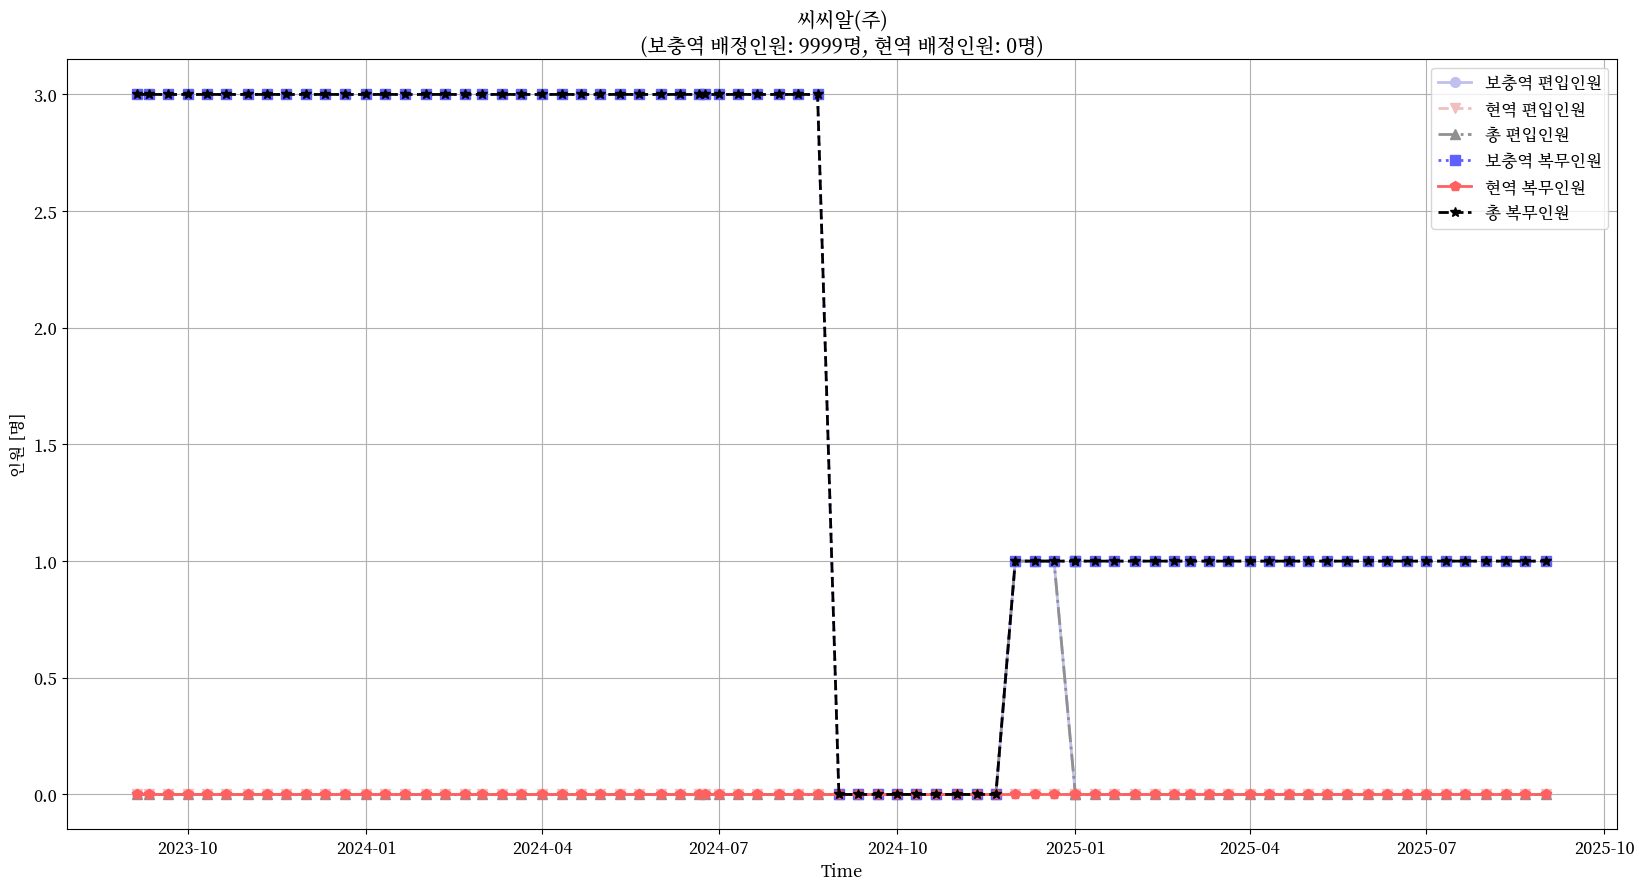 씨씨알(주)
(보충역 배정인원: 9999명, 현역 배정인원: 0명)
보충역 편입인원
현역 편입인원
총 편입인원
보충역 복무인원
현역 복무인원
총 복무인원
인원 [명]
3.0
2.5
2.0
1.5
1.0
0.5
0.0
2023-10
2024-01
2024-04
2024-07
2024-10
2025-01
2025-04
2025-07
2025-10
Time